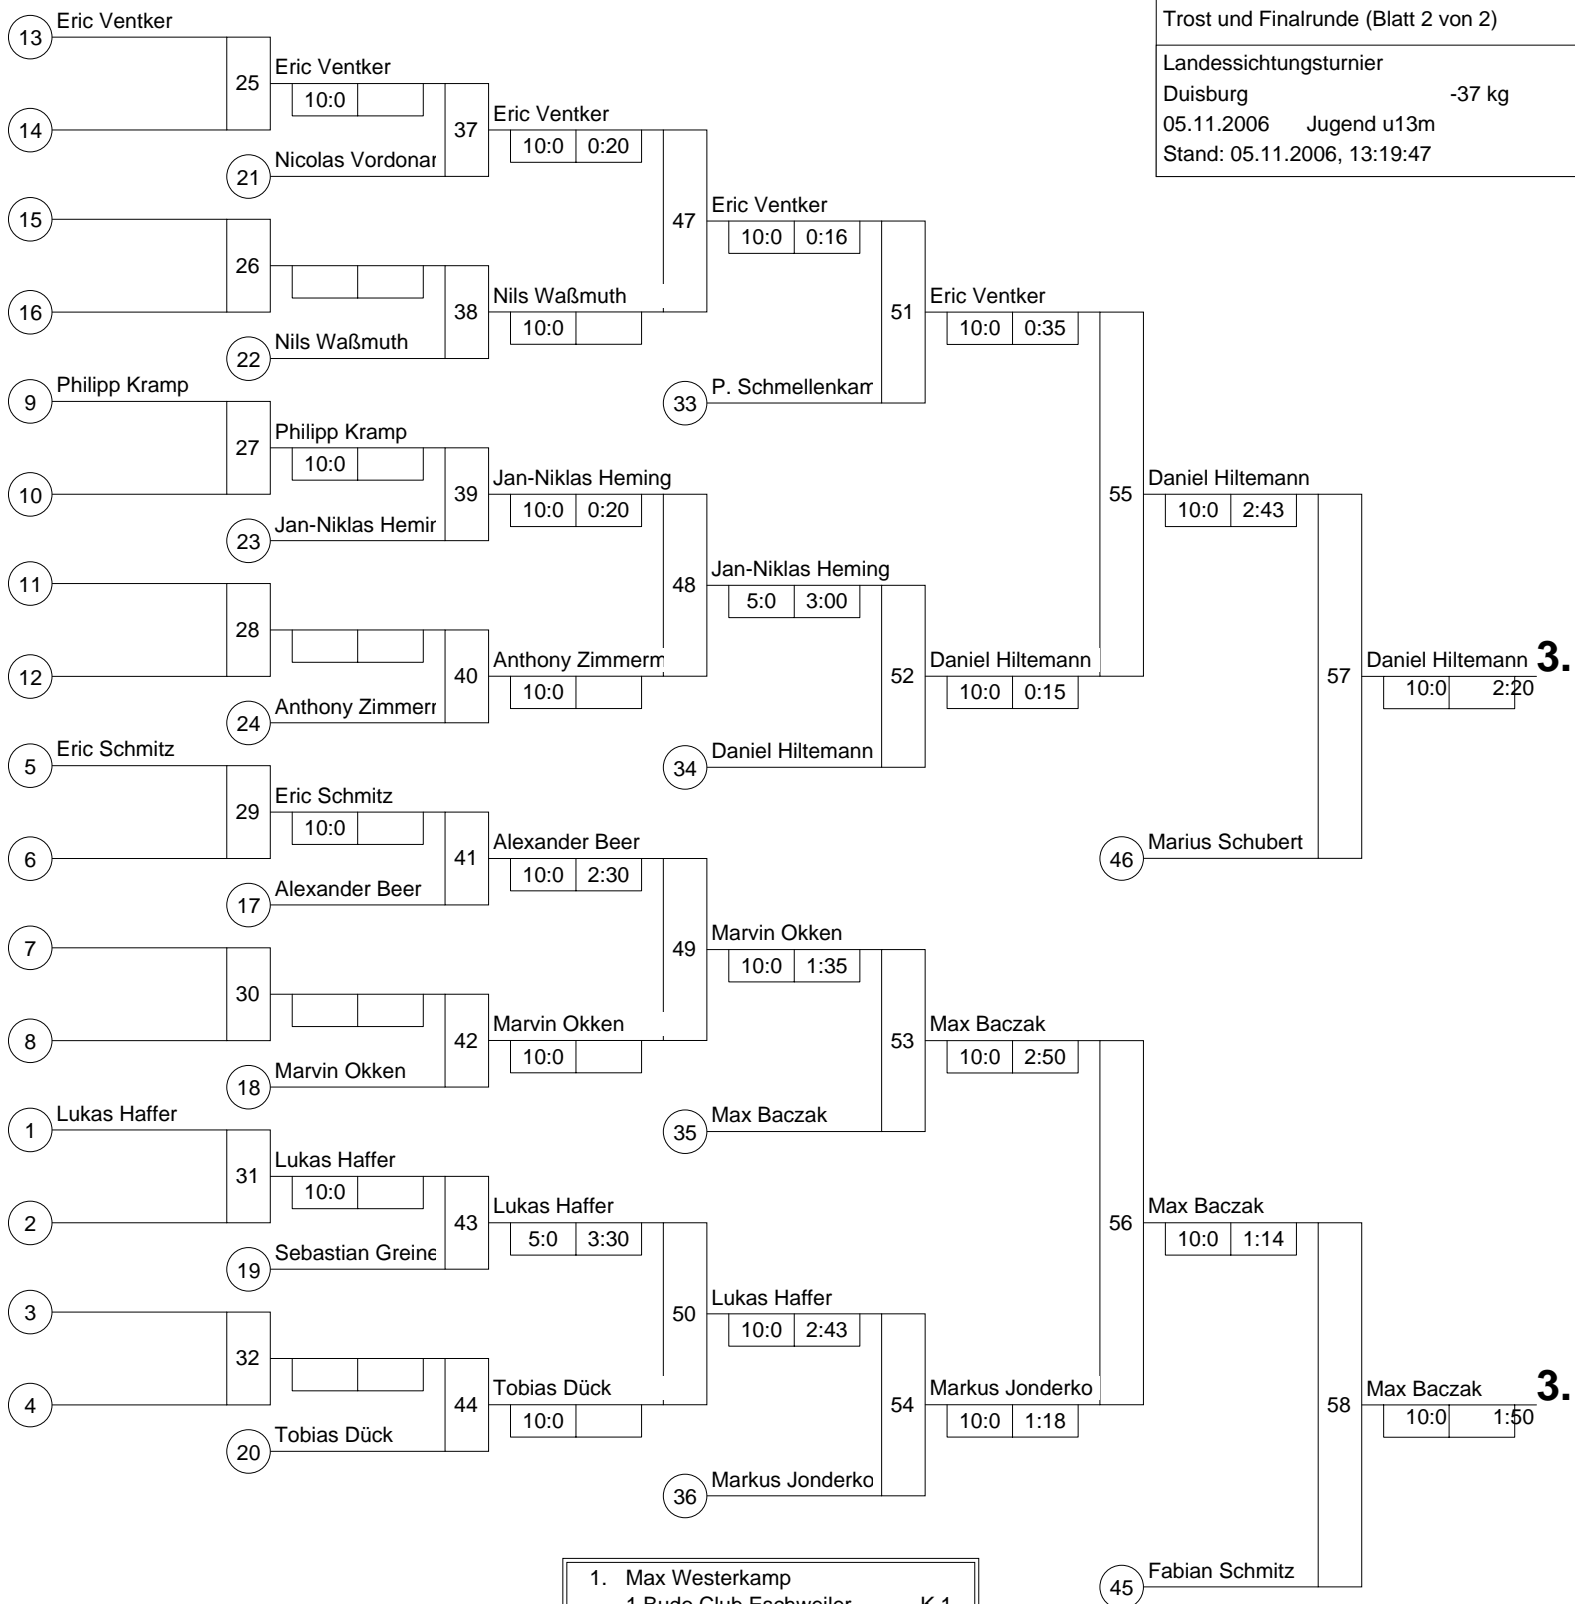 Trost und Finalrunde (Blatt 2 von 2)
Landessichtungsturnier
Duisburg -37 kg
05.11.2006 Jugend u13m
Stand: 05.11.2006, 13:19:47
13 Eric Ventker
14
25
Eric Ventker
10:0
21 Nicolas Vordonar
37
Eric Ventker
10:0 0:20
15
16
26
22 Nils Waßmuth
38
Nils Waßmuth
10:0
47
Eric Ventker
10:0 0:16
33 P. Schmellenkam
51
Eric Ventker
10:0 0:35
9 Philipp Kramp
10
27
Philipp Kramp
10:0
23 Jan-Niklas Hemin
39
Jan-Niklas Heming
10:0 0:20
11
12
28
24 Anthony Zimmerr
40
Anthony Zimmerm
10:0
48
Jan-Niklas Heming
5:0 3:00
34 Daniel Hiltemann
52
Daniel Hiltemann
10:0 0:15
55
Daniel Hiltemann
10:0 2:43
46 Marius Schubert
57
Daniel Hiltemann 3.
10:0 2:20
5 Eric Schmitz
6
29
Eric Schmitz
10:0
17 Alexander Beer
41
Alexander Beer
10:0 2:30
7
8
30
18 Marvin Okken
42
Marvin Okken
10:0
49
Marvin Okken
10:0 1:35
35 Max Baczak
53
Max Baczak
10:0 2:50
1 Lukas Haffer
2
31
Lukas Haffer
10:0
19 Sebastian Greine
43
Lukas Haffer
5:0 3:30
3
4
32
20 Tobias Dück
44
Tobias Dück
10:0
50
Lukas Haffer
10:0 2:43
36 Markus Jonderko
54
Markus Jonderko
10:0 1:18
56
Max Baczak
10:0 1:14
45 Fabian Schmitz
58
Max Baczak 3.
10:0 1:50
1. Max Westerkamp
1.Budo Club Eschweiler K 1